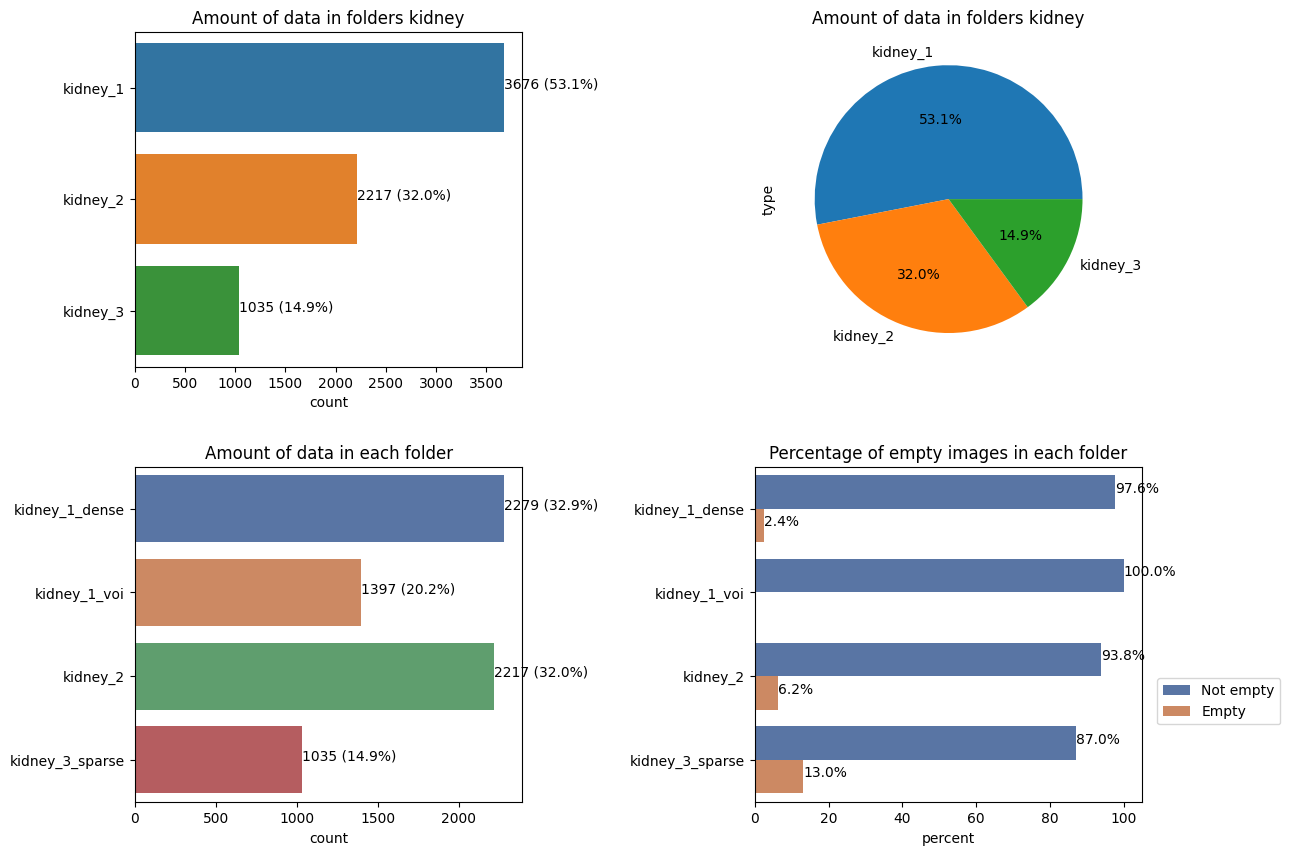 Amount of data in folders kidney
kidney_1
3676 (53.1%)
kidney_2
2217 (32.0%)
kidney_3
1035 (14.9%)
0 500 1000 1500 2000 2500 3000 3500
count
Amount of data in folders kidney
kidney_1
53.1%
type
14.9%
kidney_3
32.0%
kidney_2
Amount of data in each folder
kidney_1_dense
2279 (32.9%)
kidney_1_voi
1397 (20.2%)
kidney_2
2217 (32.0%)
kidney_3_sparse
1035 (14.9%)
0 500 1000 1500 2000
count
Percentage of empty images in each folder
97.6%
kidney_1_dense
2.4%
100.0%
kidney_1_voi
93.8%
kidney_2
6.2%
87.0%
kidney_3_sparse
13.0%
0 20 40 60 80 100
percent
Not empty
Empty